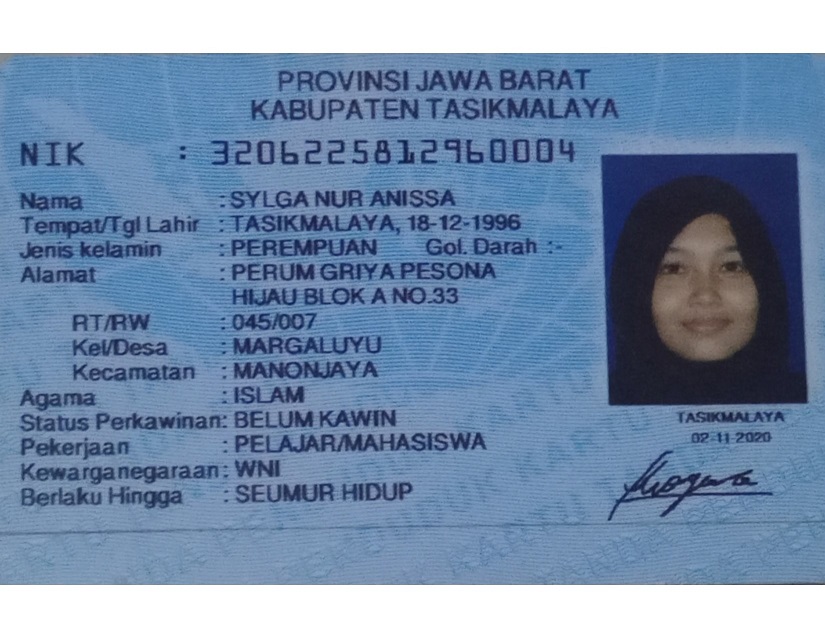 PROVINSI JAWA BARAT
KABUPATEN TASIKMALAYA
NIK : 3206225812960004
Nama : SYLGA NUR ANISSA
Tempat/Tgl Lahir : TASIKMALAYA, 18-12-1996
Jenis kelamin : PEREMPUAN Gol. Darah :-
Alamat : PERUM GRIYA PESONA
HIJAU BLOK A NO.33
RT/RW : 045/007
Kel/Desa : MARGALUYU
Kecamatan : MANONJAYA
Agama : ISLAM
Status Perkawinan: BELUM KAWIN
Pekerjaan : PELAJAR/MAHASISWA
Kewarganegaraan: WNI
Berlaku Hingga : SEUMUR HIDUP
TASIKMALAYA
02-11-2020